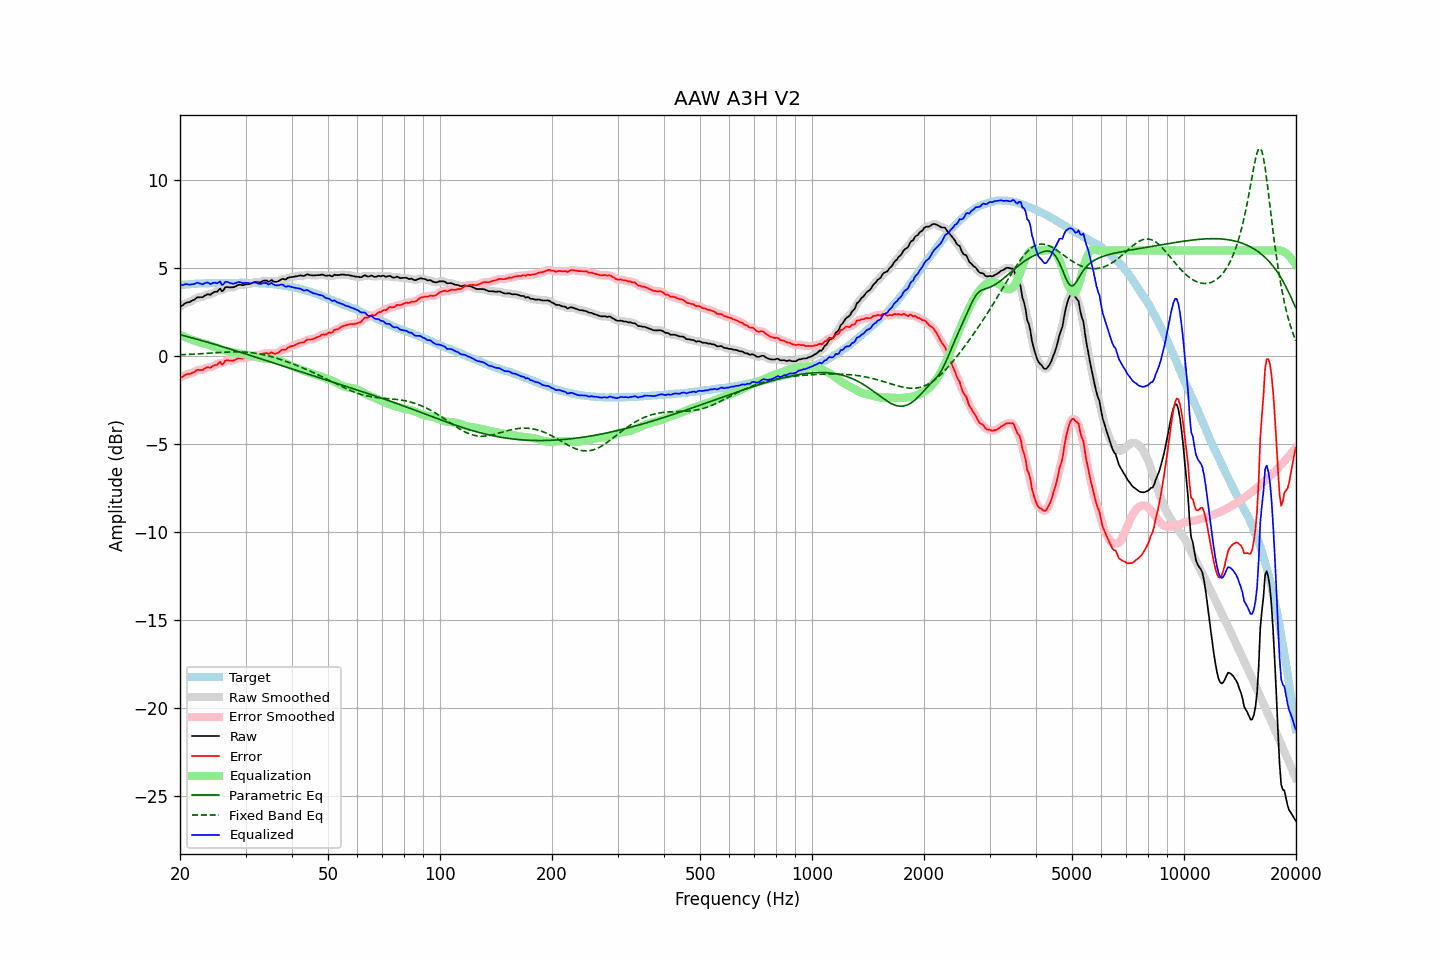 AAW A3H V2
Amplitude (dBr)
10
5
0
−5
−10
−15
−20
−25
Target
Raw Smoothed
Error Smoothed
Raw
Error
Equalization
Parametric Eq
Fixed Band Eq
Equalized
20 50 100 200 500 1000 2000 5000 10000 20000
Frequency (Hz)